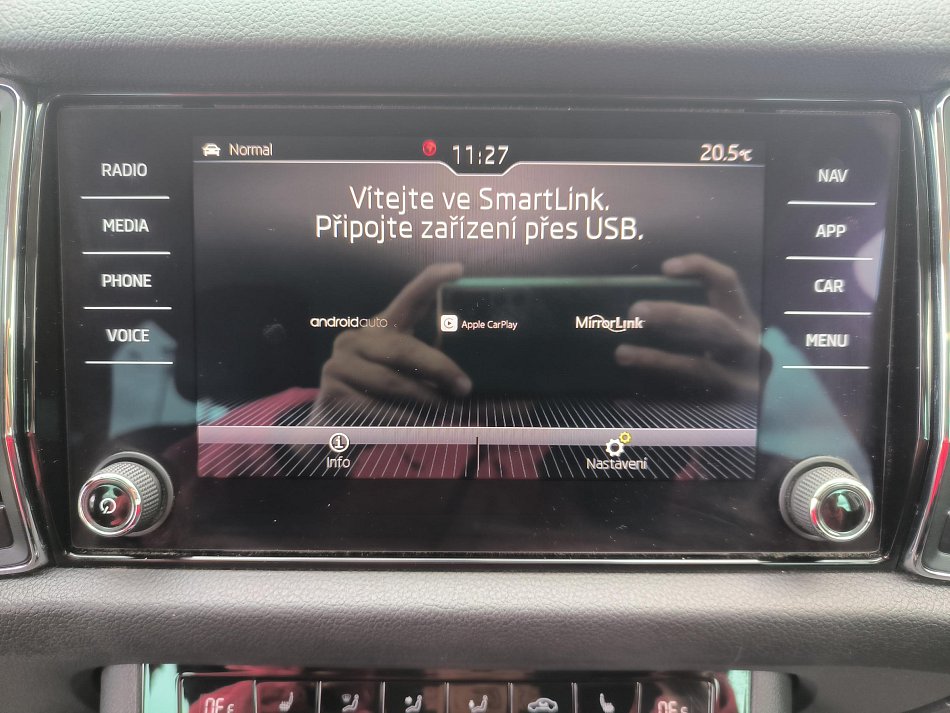 Normal
11:27
20.5°C
Vítejte ve SmartLink.
Připojte zařízení přes USB.
androidauto
Apple CarPlay
MirrorLink
Info
Nastavení
RADIO
MEDIA
PHONE
VOICE
NAV
APP
CAR
MENU